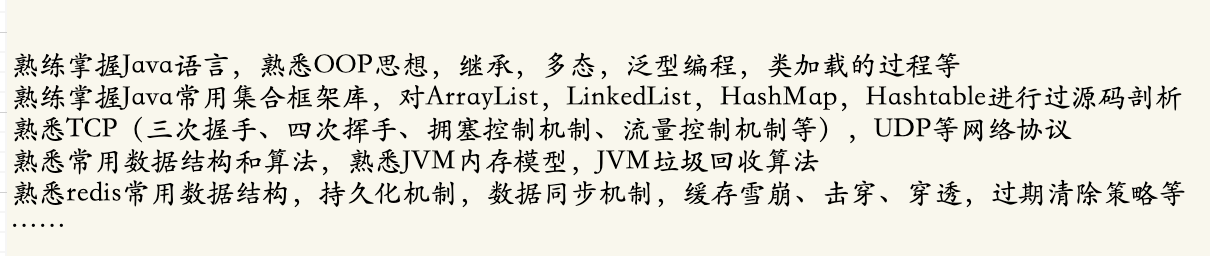 熟练掌握Java语言，熟悉OOP思想，继承，多态，泛型编程，类加载的过程等
熟练掌握Java常用集合框架库，对ArrayList，LinkedList，HashMap，Hashtable进行过源码剖析
熟悉TCP（三次握手、四次挥手、拥塞控制机制、流量控制机制等），UDP等网络协议
熟悉常用数据结构和算法，熟悉JVM内存模型，JVM垃圾回收算法
熟悉redis常用数据结构，持久化机制，数据同步机制，缓存雪崩、击穿、穿透，过期清除策略等
……